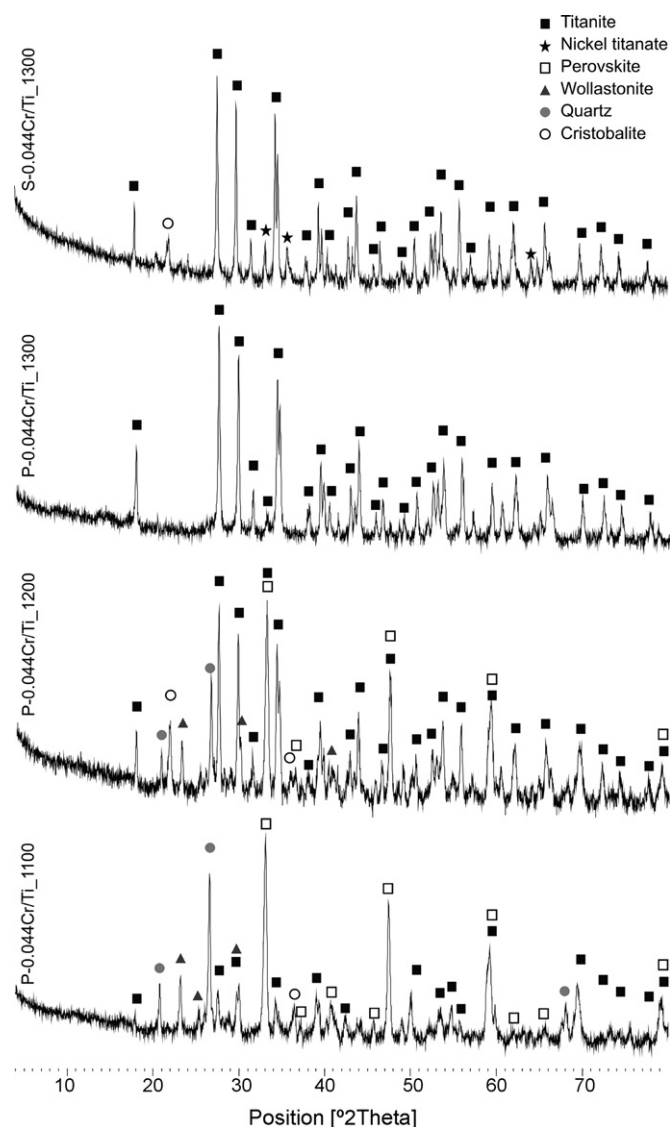 Titanite
Nickel titanate
Perovskite
Wollastonite
Quartz
Cristobalite
S-0.044Cr/Ti_1300
P-0.044Cr/Ti_1300
P-0.044Cr/Ti_1200
P-0.044Cr/Ti_1100
10 20 30 40 50 60 70
Position [º2Theta]